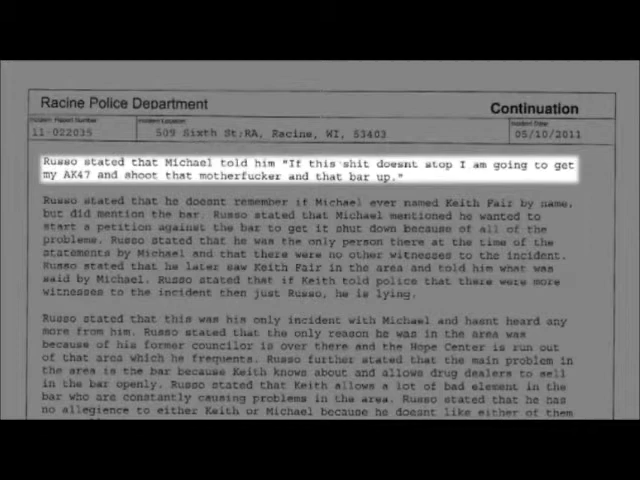 Racine Police Department
Continuation
Incident Report Number
Incident Location
Incident Date
11-022035
509 Sixth St:RA, Racine, WI, 53403
05/10/2011
Russo stated that Michael told him "If this shit doesnt stop I am going to get
my AK47 and shoot that motherfucker and that bar up."
Russo stated that he doesnt remember if Michael ever named Keith Fair by name,
but did mention the bar. Russo stated that Michael mentioned he wanted to
start a petition against the bar to get it shut down because of all of the
problems. Russo stated that he was the only person there at the time of the
statements by Michael and that there were no other witnesses to the incident.
Russo stated that he later saw Keith Fair in the area and told him what was
said by Michael. Russo stated that if Keith told police that there were more
witnesses to the incident then just Russo, he is lying.
Russo stated that this was his only incident with Michael and hasnt heard any
more from him. Russo stated that the only reason he was in the area was
because of his former councilor is over there and the Hope Center is run out
of that area which he frequents. Russo further stated that the main problem in
the area is the bar because Keith knows about and allows drug dealers to sell
in the bar openly. Russo stated that Keith allows a lot of bad element in the
bar who are constantly causing problems in the area. Russo stated that he has
no allegience to either Keith or Michael because he doesnt like either of them